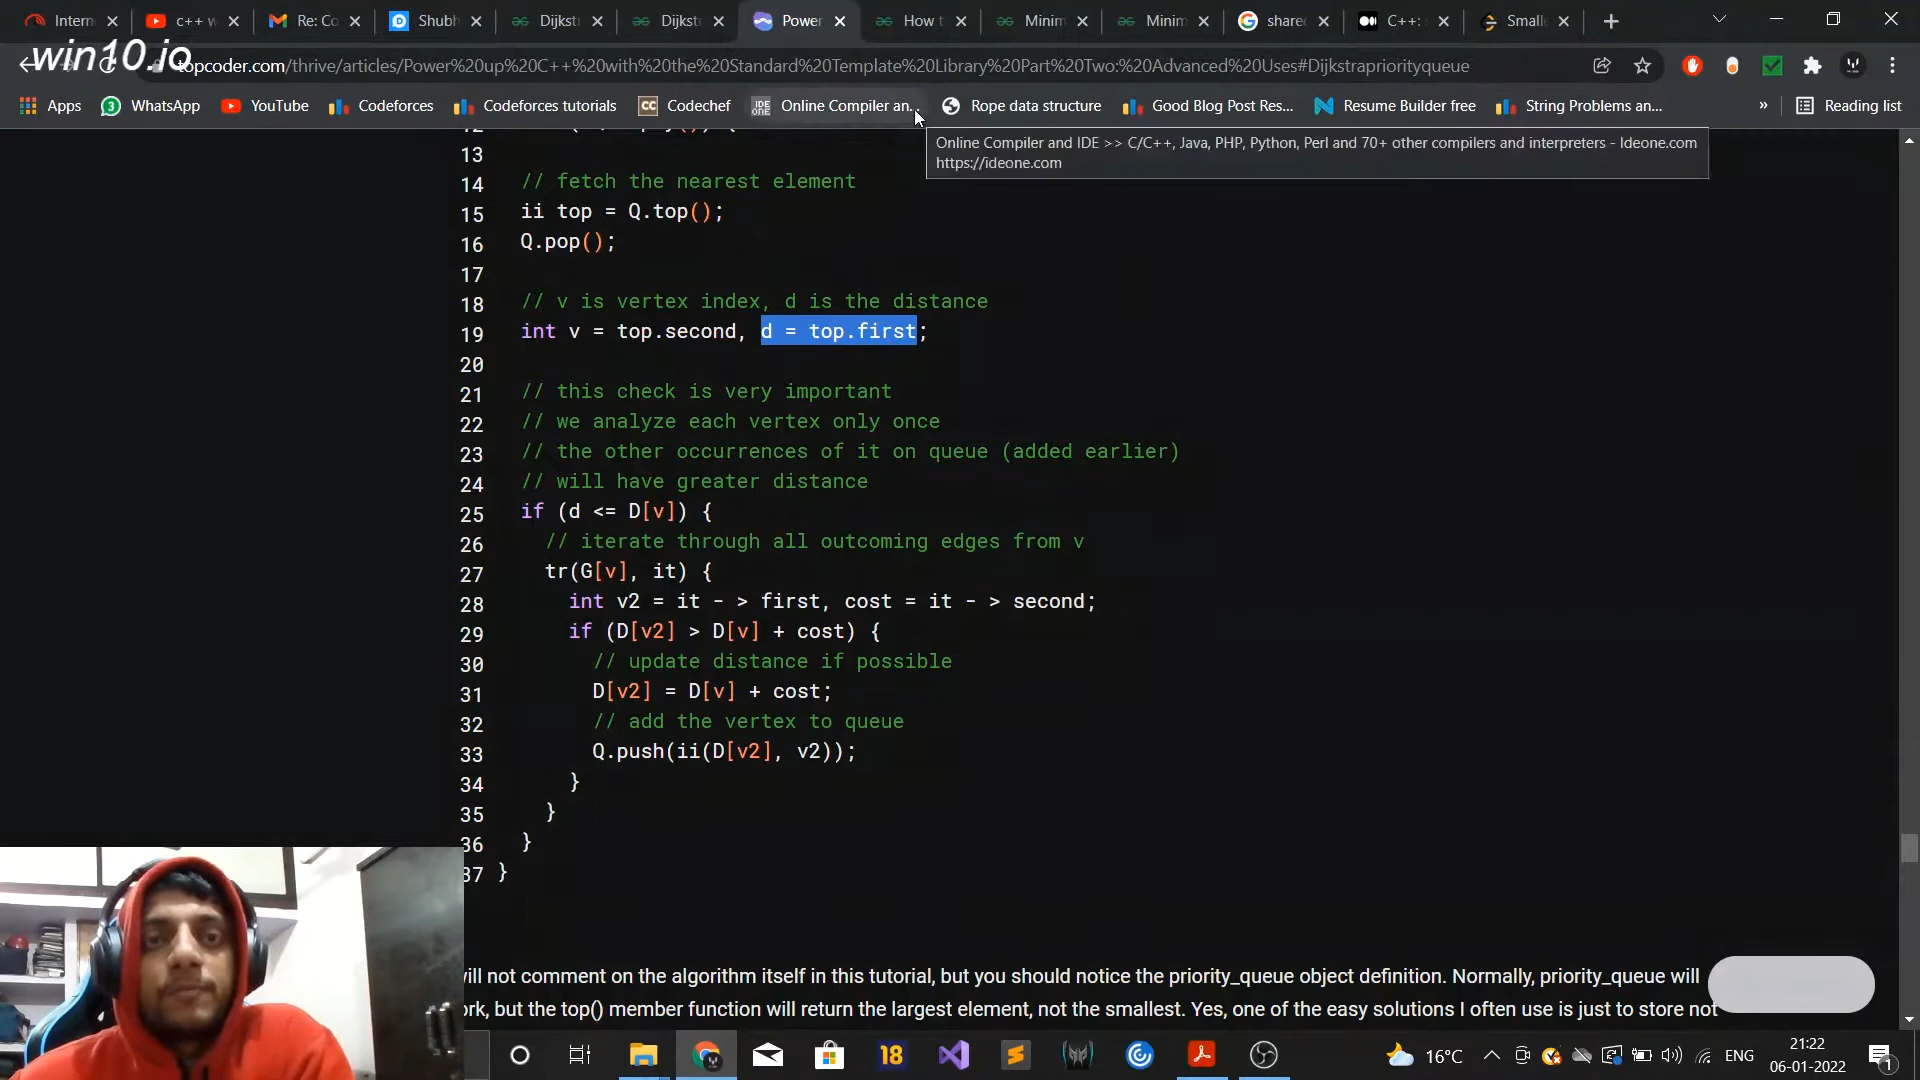 Intern
c++ w
Re: Co
Shubh
Dijkst
Dijkst
Power
How t
Minim
Minim
shared
C++:
Smalle
win10.io
topcoder.com/thrive/articles/Power%20up%20C++%20with%20the%20Standard%20Template%20Library%20Part%20Two:%20Advanced%20Uses#Dijkstrapriorityqueue
Apps
WhatsApp
YouTube
Codeforces
Codeforces tutorials
Codechef
Online Compiler an...
Rope data structure
Good Blog Post Res...
Resume Builder free
String Problems an...
»
Reading list
Online Compiler and IDE >> C/C++, Java, PHP, Python, Perl and 70+ other compilers and interpreters - Ideone.com
https://ideone.com
13
14 // fetch the nearest element
15 ii top = Q.top();
16 Q.pop();
17
18 // v is vertex index, d is the distance
19 int v = top.second, d = top.first;
20
21 // this check is very important
22 // we analyze each vertex only once
23 // the other occurrences of it on queue (added earlier)
24 // will have greater distance
25 if (d <= D[v]) {
26 // iterate through all outcoming edges from v
27 tr(G[v], it) {
28 int v2 = it - > first, cost = it - > second;
29 if (D[v2] > D[v] + cost) {
30 // update distance if possible
31 D[v2] = D[v] + cost;
32 // add the vertex to queue
33 Q.push(ii(D[v2], v2));
34 }
35 }
36 }
37 }
will not comment on the algorithm itself in this tutorial, but you should notice the priority_queue object definition. Normally, priority_queue will
ork, but the top() member function will return the largest element, not the smallest. Yes, one of the easy solutions I often use is just to store not
18
16°C
ENG
21:22
06-01-2022
1